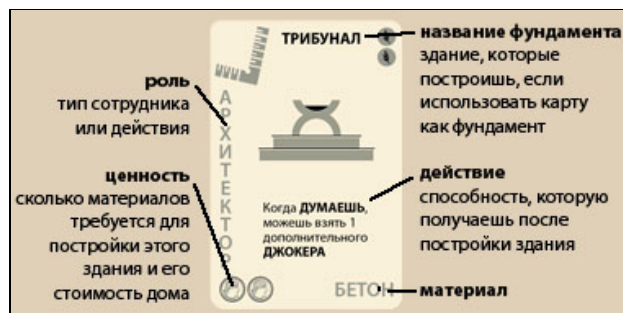 ТРИБУНАЛ
АРХИТЕКТОР
Когда ДУМАЕШЬ,
можешь взять 1
дополнительного
ДЖОКЕРА
БЕТОН
роль
тип сотрудника
или действия
ценность
сколько материалов
требуется для
постройки этого
здания и его
стоимость дома
название фундамента
здание, которые
построишь, если
использовать карту
как фундамент
действие
способность, которую
получаешь после
постройки здания
материал